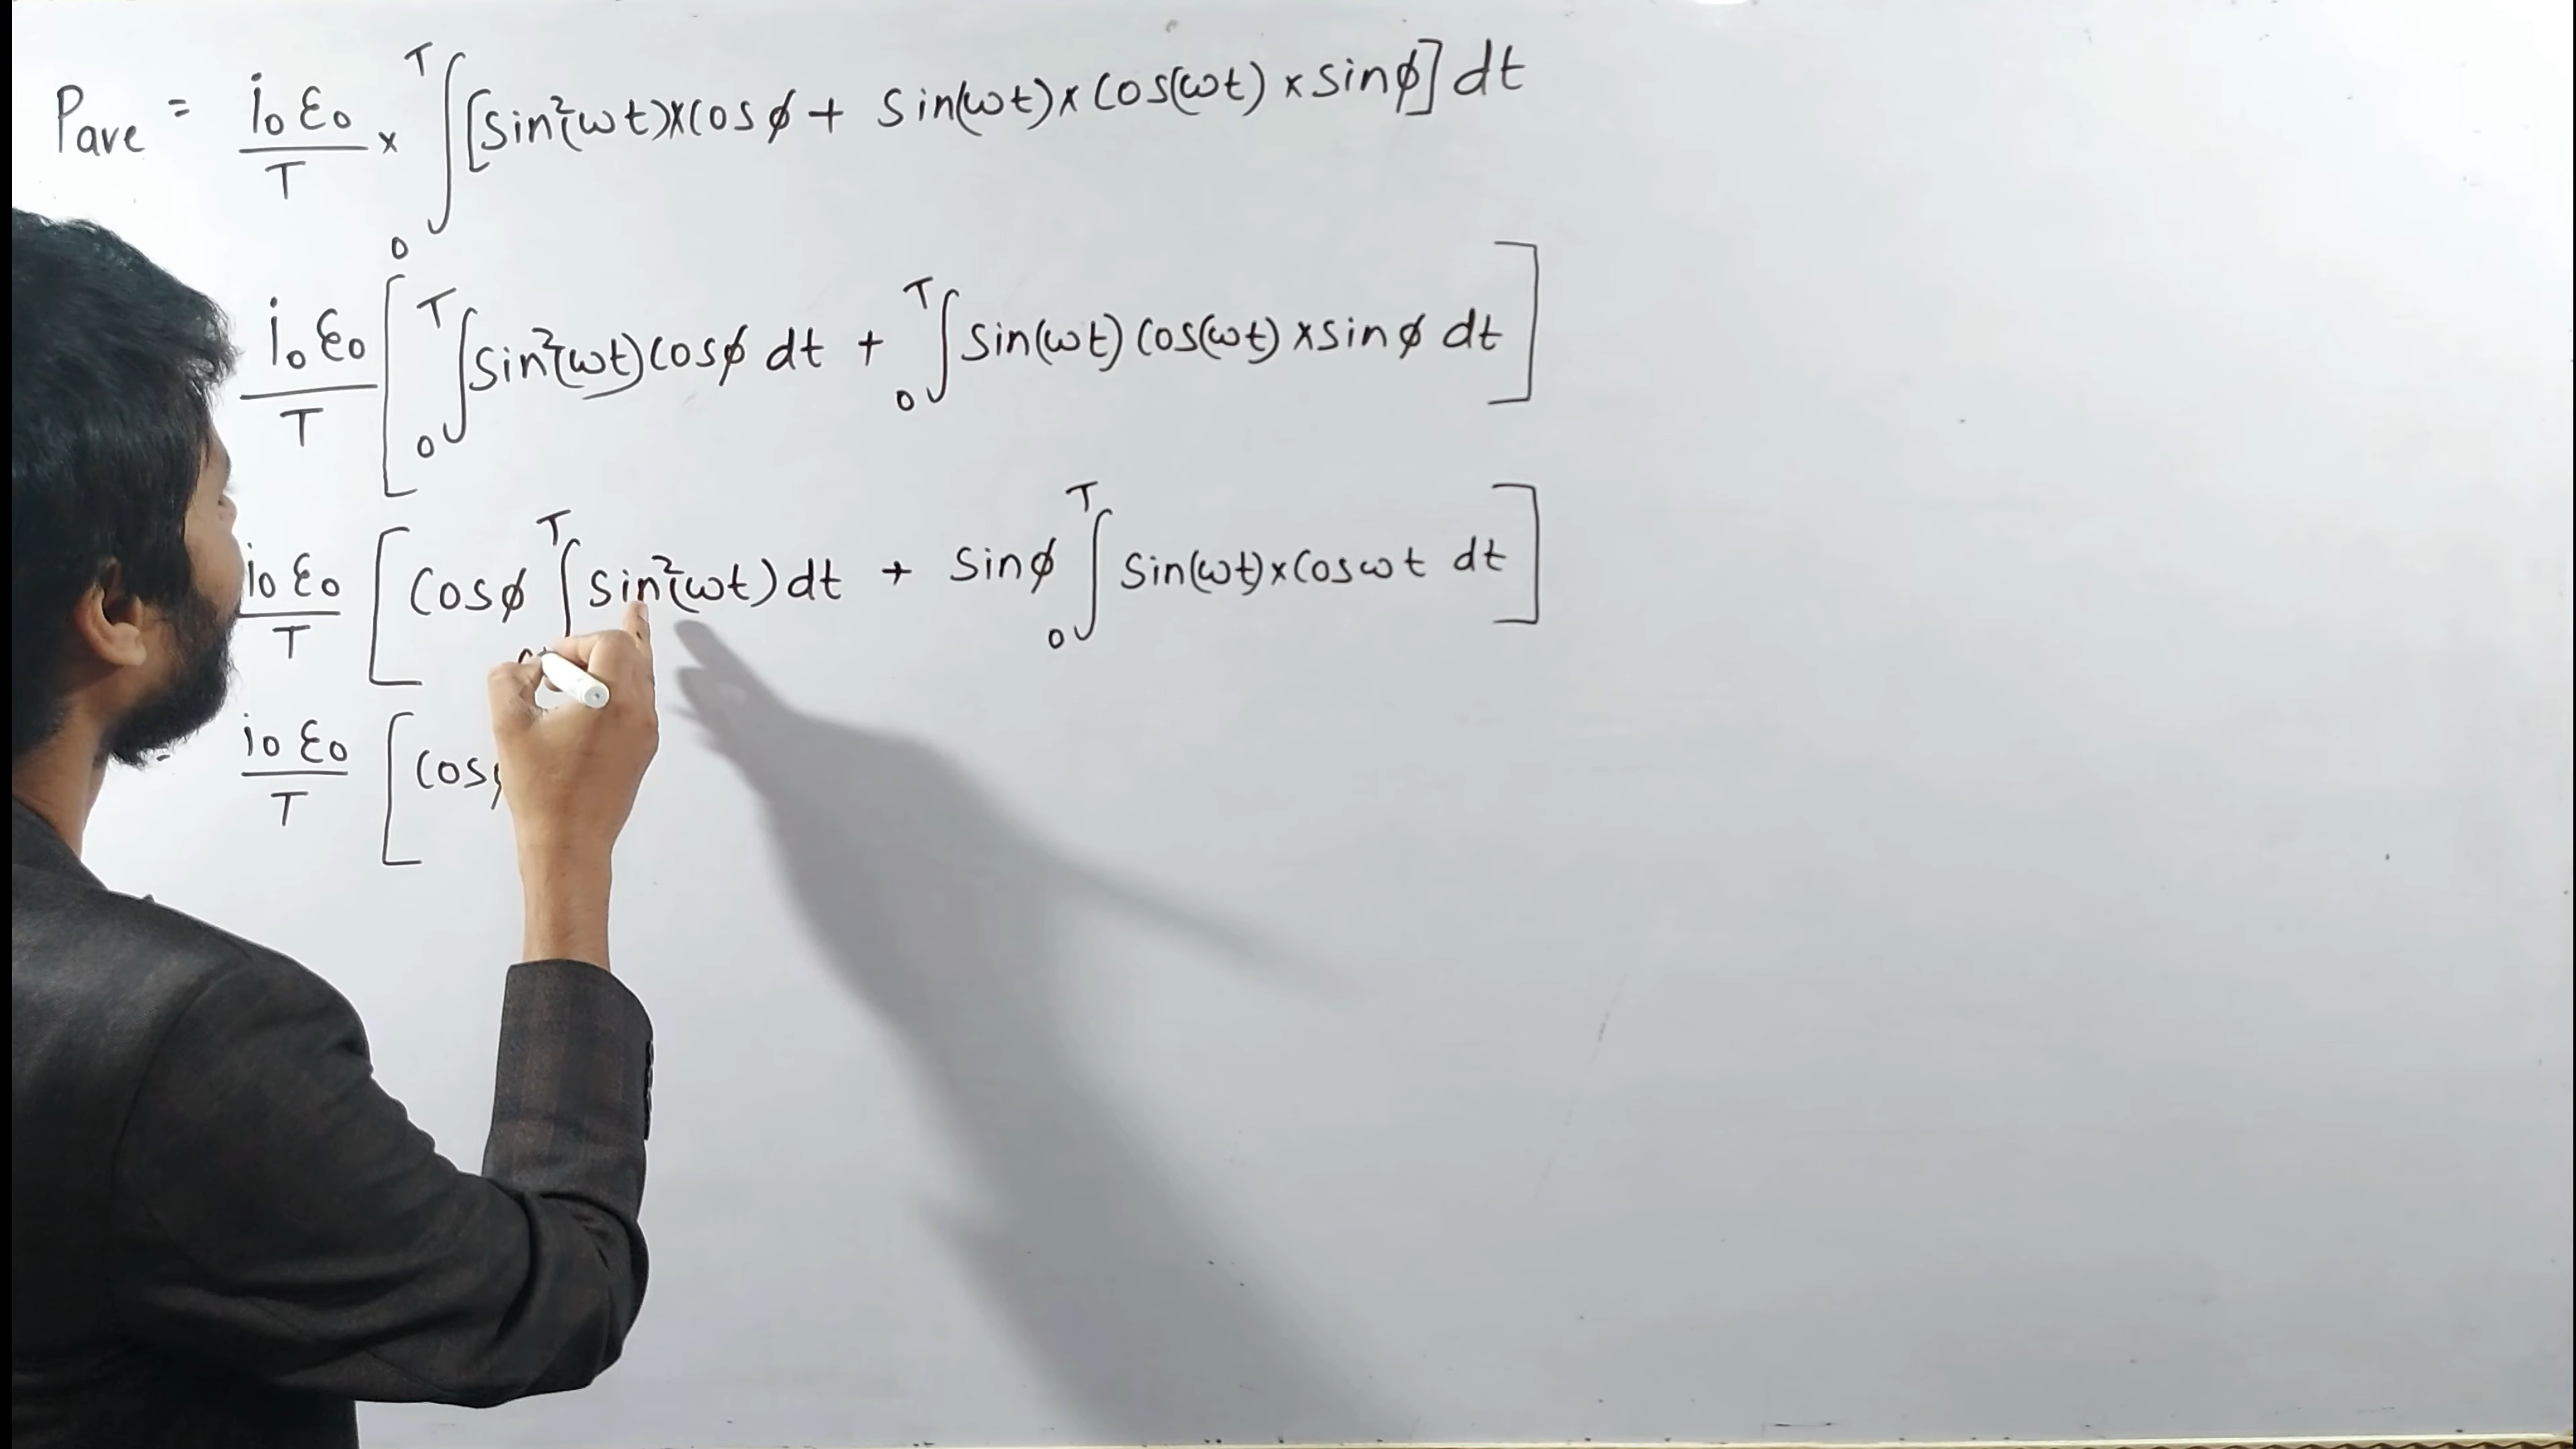 Pave = i₀ε₀/T × ∫₀ᵀ [sin²(ωt)×cosϕ + sin(ωt)×cos(ωt)×sinϕ] dt
i₀ε₀/T [ ∫₀ᵀ sin²(ωt)cosϕ dt + ∫₀ᵀ sin(ωt) cos(ωt)×sinϕ dt ]
i₀ε₀/T [ cosϕ ∫ᵀ sin²(ωt)dt + sinϕ ∫₀ᵀ sin(ωt)×cosωt dt ]
= i₀ε₀/T [ cos